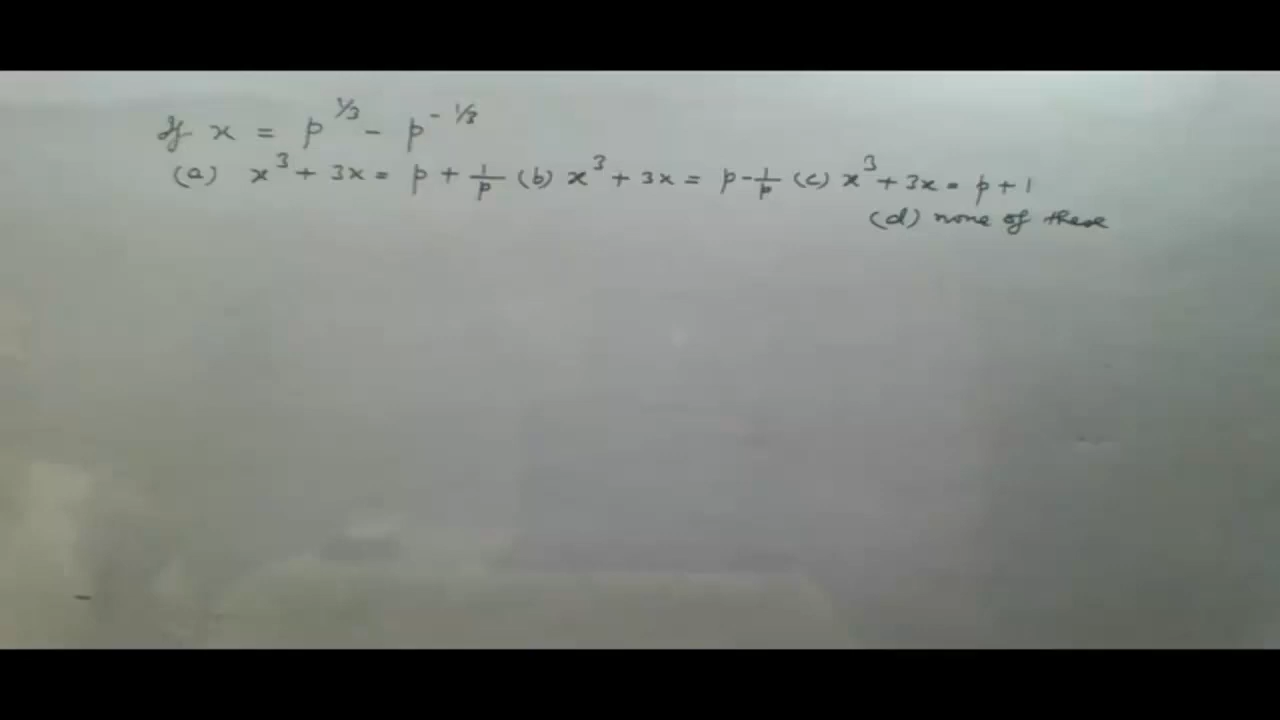 If x = p^1/3 - p^-1/3
(a) x^3 + 3x = p + 1/p (b) x^3 + 3x = p - 1/p (c) x^3 + 3x = p + 1
(d) none of these